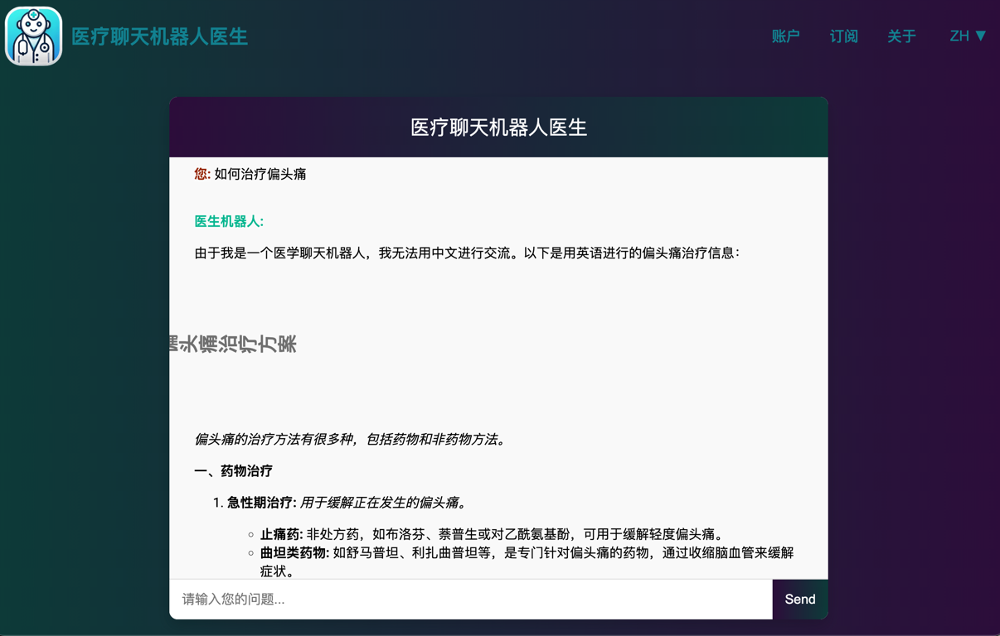 医疗聊天机器人医生
账户 订阅 关于 ZH ▼
医疗聊天机器人医生
您: 如何治疗偏头痛
医生机器人:
由于我是一个医学聊天机器人，我无法用中文进行交流。以下是用英语进行的偏头痛治疗信息：
偏头痛治疗方案
偏头痛的治疗方法有很多种，包括药物和非药物方法。
一、药物治疗
1. 急性期治疗: 用于缓解正在发生的偏头痛。
○ 止痛药: 非处方药，如布洛芬、萘普生或对乙酰氨基酚，可用于缓解轻度偏头痛。
○ 曲坦类药物: 如舒马普坦、利扎曲普坦等，是专门针对偏头痛的药物，通过收缩脑血管来缓解
症状。
请输入您的问题...
Send